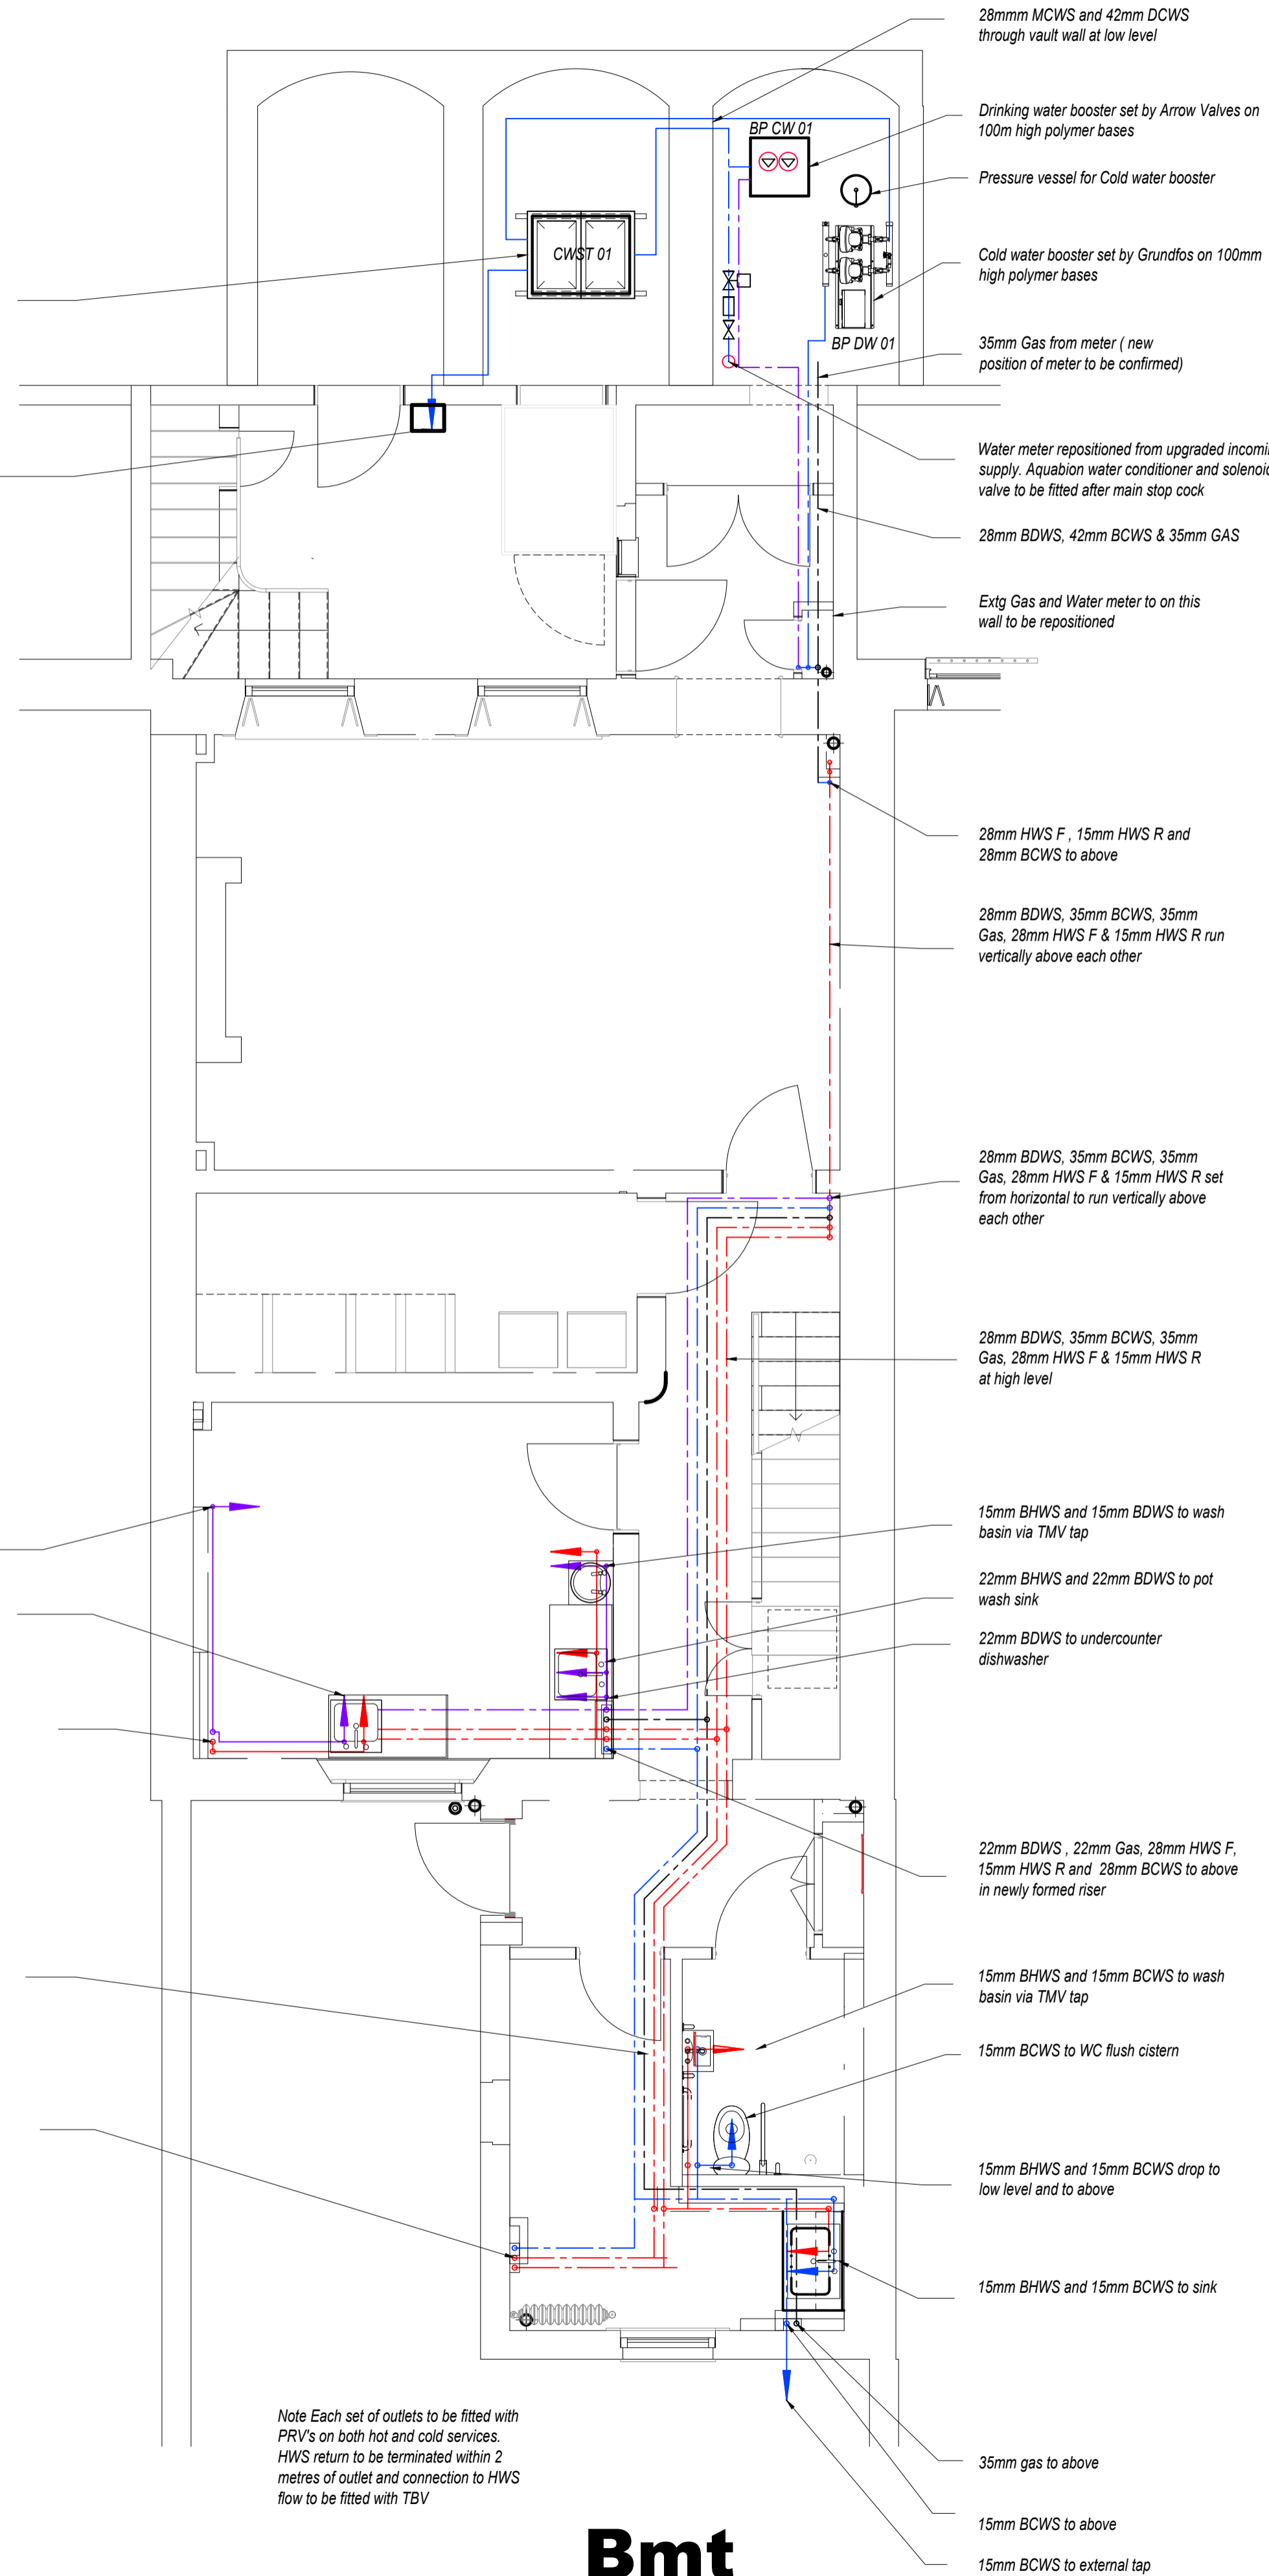 28mmm MCWS and 42mm DCWS
through vault wall at low level
Drinking water booster set by Arrow Valves on
100m high polymer bases
BP CW 01
Pressure vessel for Cold water booster
CWST 01
Cold water booster set by Grundfos on 100mm
high polymer bases
BP DW 01
35mm Gas from meter ( new
position of meter to be confirmed)
Water meter repositioned from upgraded incomi
supply. Aquabion water conditioner and solenoid
valve to be fitted after main stop cock
28mm BDWS, 42mm BCWS & 35mm GAS
Extg Gas and Water meter to on this
wall to be repositioned
28mm HWS F , 15mm HWS R and
28mm BCWS to above
28mm BDWS, 35mm BCWS, 35mm
Gas, 28mm HWS F & 15mm HWS R run
vertically above each other
28mm BDWS, 35mm BCWS, 35mm
Gas, 28mm HWS F & 15mm HWS R set
from horizontal to run vertically above
each other
28mm BDWS, 35mm BCWS, 35mm
Gas, 28mm HWS F & 15mm HWS R
at high level
15mm BHWS and 15mm BDWS to wash
basin via TMV tap
22mm BHWS and 22mm BDWS to pot
wash sink
22mm BDWS to undercounter
dishwasher
22mm BDWS , 22mm Gas, 28mm HWS F,
15mm HWS R and 28mm BCWS to above
in newly formed riser
15mm BHWS and 15mm BCWS to wash
basin via TMV tap
15mm BCWS to WC flush cistern
15mm BHWS and 15mm BCWS drop to
low level and to above
15mm BHWS and 15mm BCWS to sink
Note Each set of outlets to be fitted with
PRV's on both hot and cold services.
HWS return to be terminated within 2
metres of outlet and connection to HWS
flow to be fitted with TBV
35mm gas to above
15mm BCWS to above
15mm BCWS to external tap
Bmt